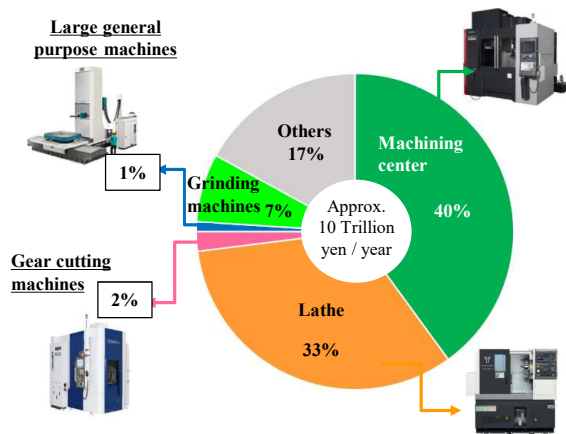 Large general
purpose machines
1%
Gear cutting
machines
2%
Others
17%
Grinding
machines 7%
Machining
center
40%
Approx.
10 Trillion
yen / year
Lathe
33%